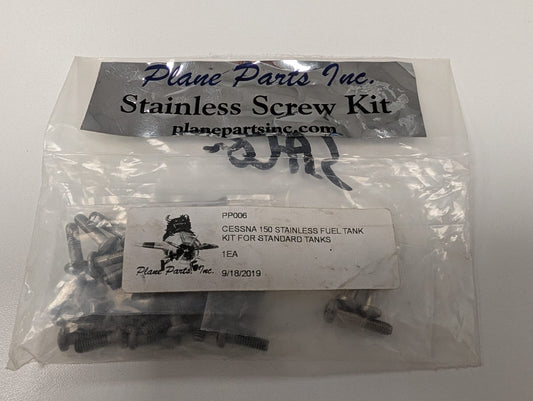 Plane Parts Inc.
Stainless Screw Kit
planepartsinc.com
PP006
CESSNA 150 STAINLESS FUEL TANK
KIT FOR STANDARD TANKS
1EA
Plane Parts, Inc.
9/18/2019